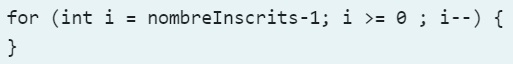 for (int i = nombreInscrits-1; i >= 0 ; i--) {
}